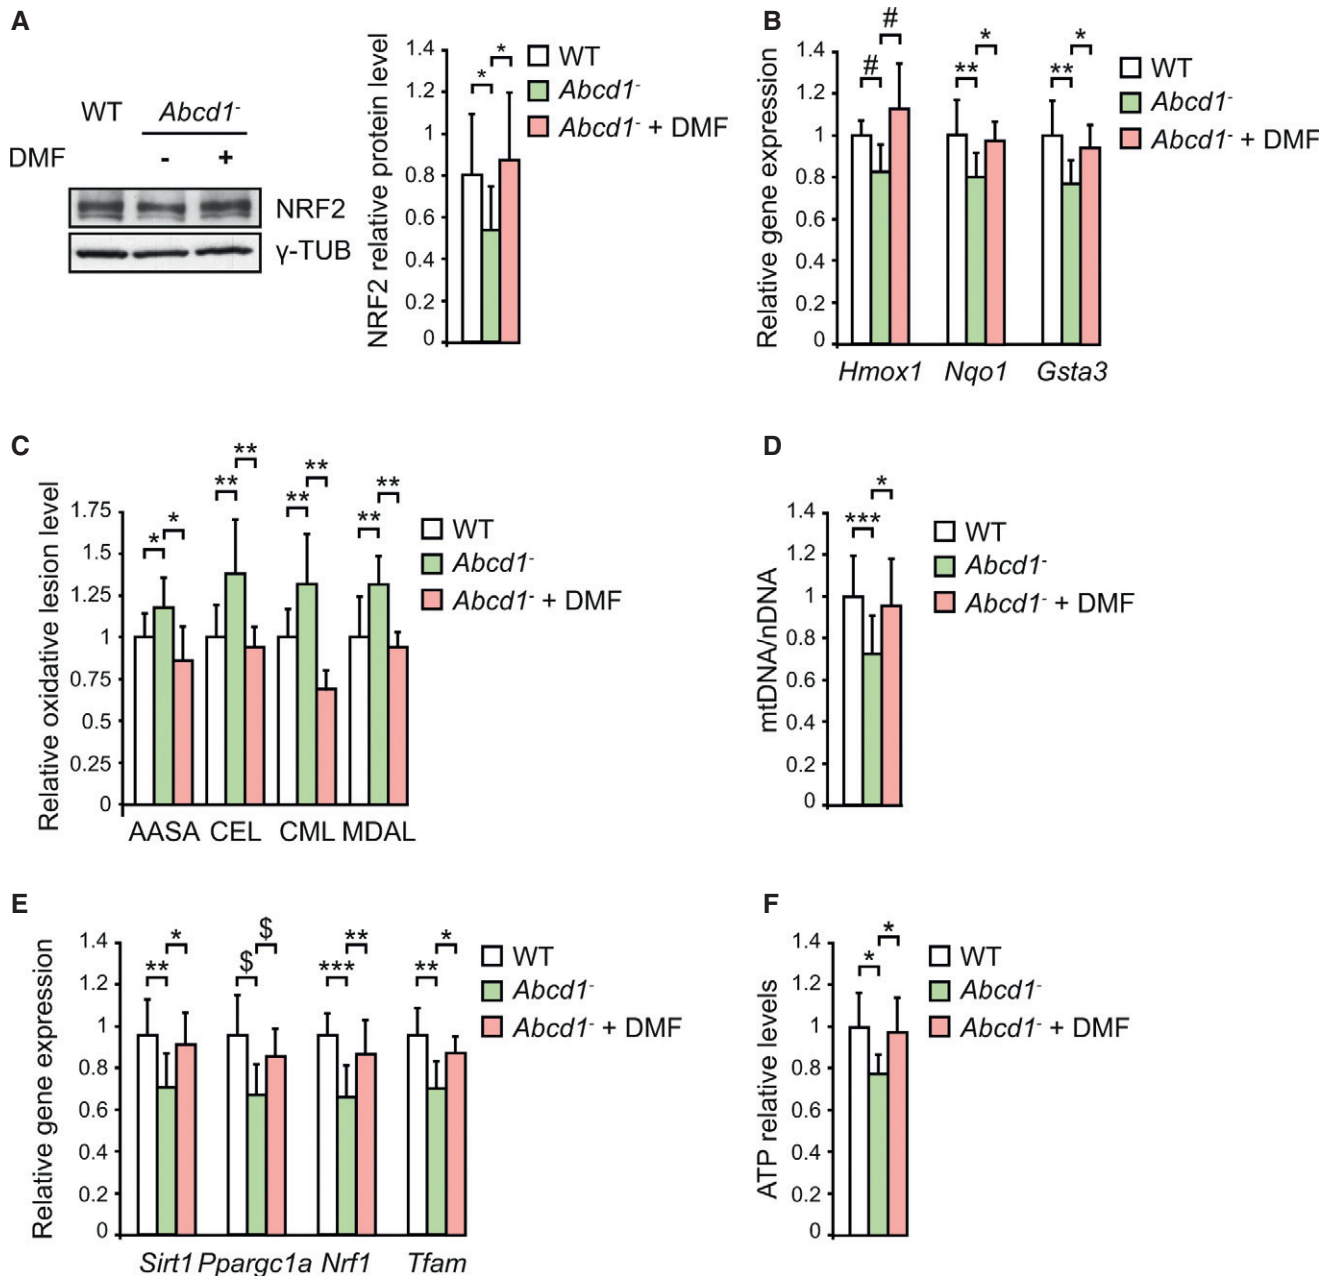 A
WT Abcd1-
DMF - +
NRF2
γ-TUB
NRF2 relative protein level
1.4
1.2
1
0.8
0.6
0.4
0.2
0
* *
WT
Abcd1-
Abcd1- + DMF
B
Relative gene expression
1.4
1.2
1
0.8
0.6
0.4
0.2
0
# # ** * ** *
Hmox1 Nqo1 Gsta3
WT
Abcd1-
Abcd1- + DMF
C
Relative oxidative lesion level
1.75
1.5
1.25
1
0.75
0.5
0.25
0
* * ** ** ** ** ** **
AASA CEL CML MDAL
WT
Abcd1-
Abcd1- + DMF
D
mtDNA/nDNA
1.4
1.2
1
0.8
0.6
0.4
0.2
0
*** *
WT
Abcd1-
Abcd1- + DMF
E
Relative gene expression
1.4
1.2
1
0.8
0.6
0.4
0.2
0
** * $ $ *** ** ** *
Sirt1 Ppargc1a Nrf1 Tfam
WT
Abcd1-
Abcd1- + DMF
F
ATP relative levels
1.4
1.2
1
0.8
0.6
0.4
0.2
0
* *
WT
Abcd1-
Abcd1- + DMF